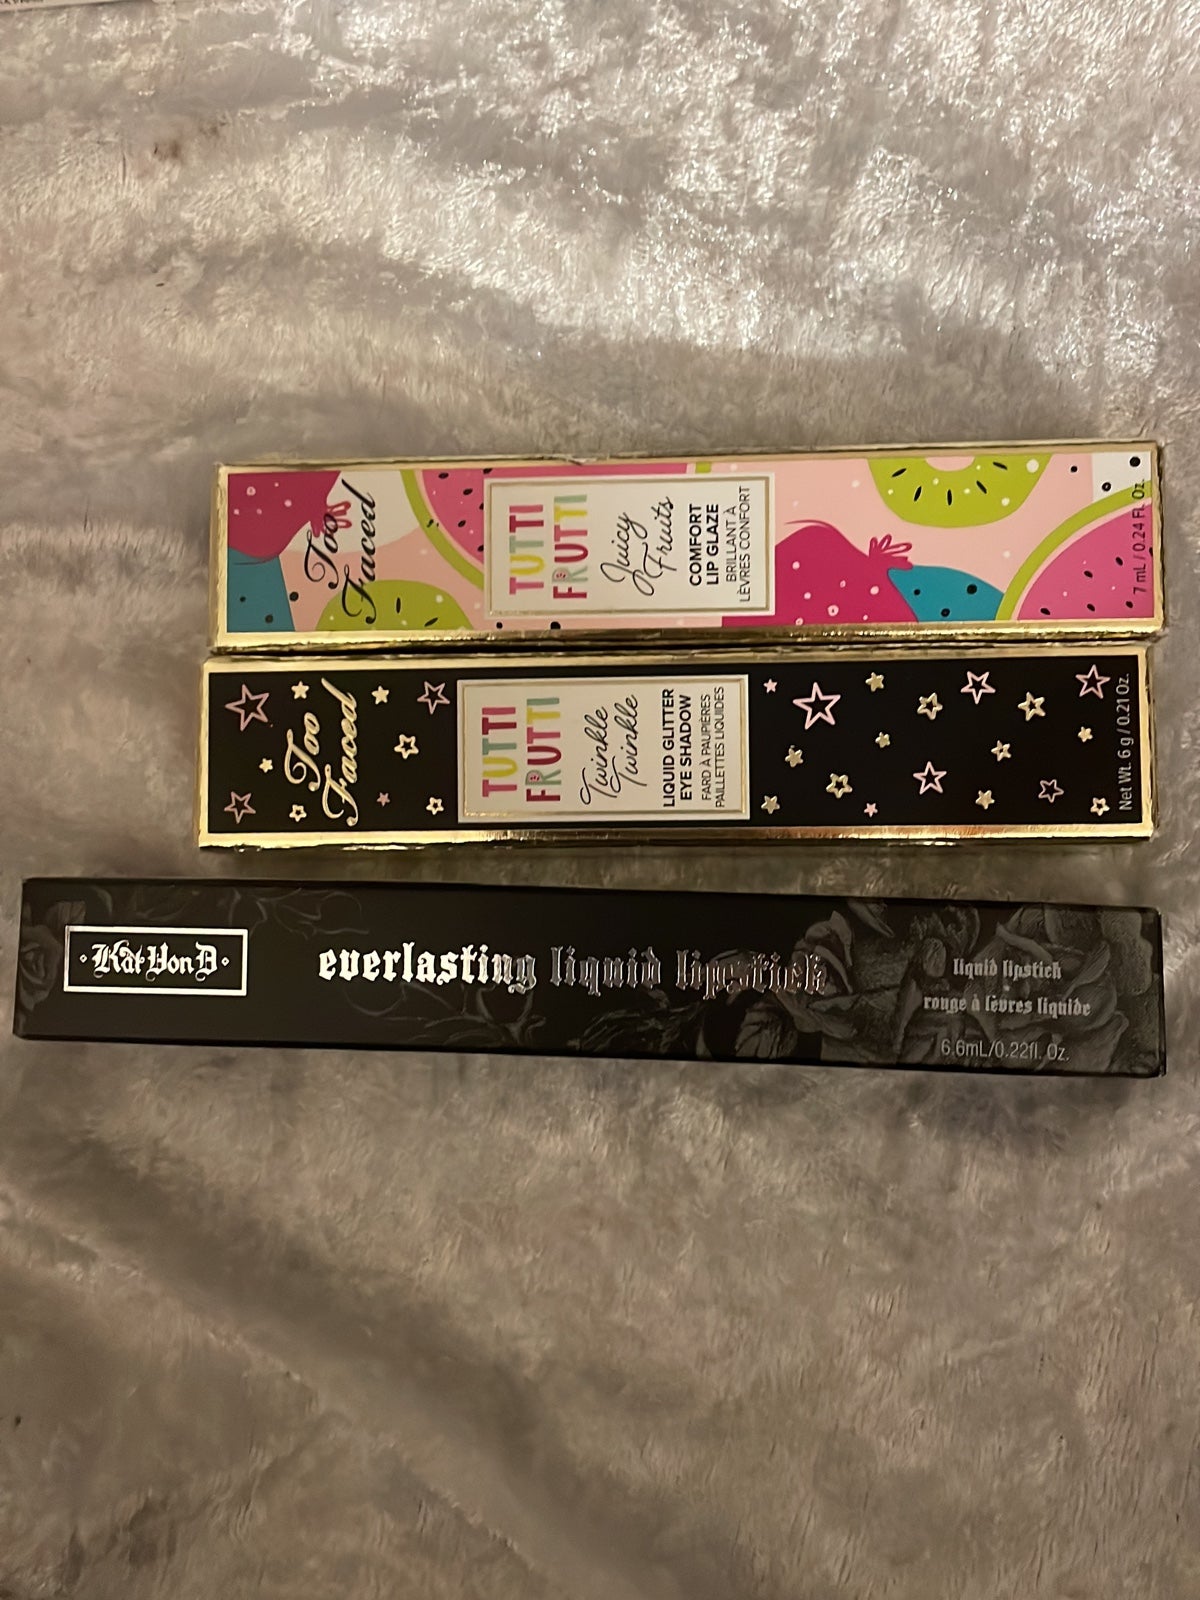 Too
Faced
TUTTI
FRUTTI
Juicy
Fruits
COMFORT
LIP GLAZE
BRILLANT À
LÈVRES CONFORT
7 mL / 0.24 Fl. Oz.
Too
Faced
TUTTI
FRUTTI
Twinkle
Twinkle
LIQUID GLITTER
EYE SHADOW
FARD À PAUPIÈRES
PAILLETTES LIQUIDES
Net Wt. 6 g / 0.21 Oz.
·Kat Von D·
everlasting liquid lipstick
liquid lipstick
rouge à lèvres liquide
6.6mL/0.22fl. Oz.